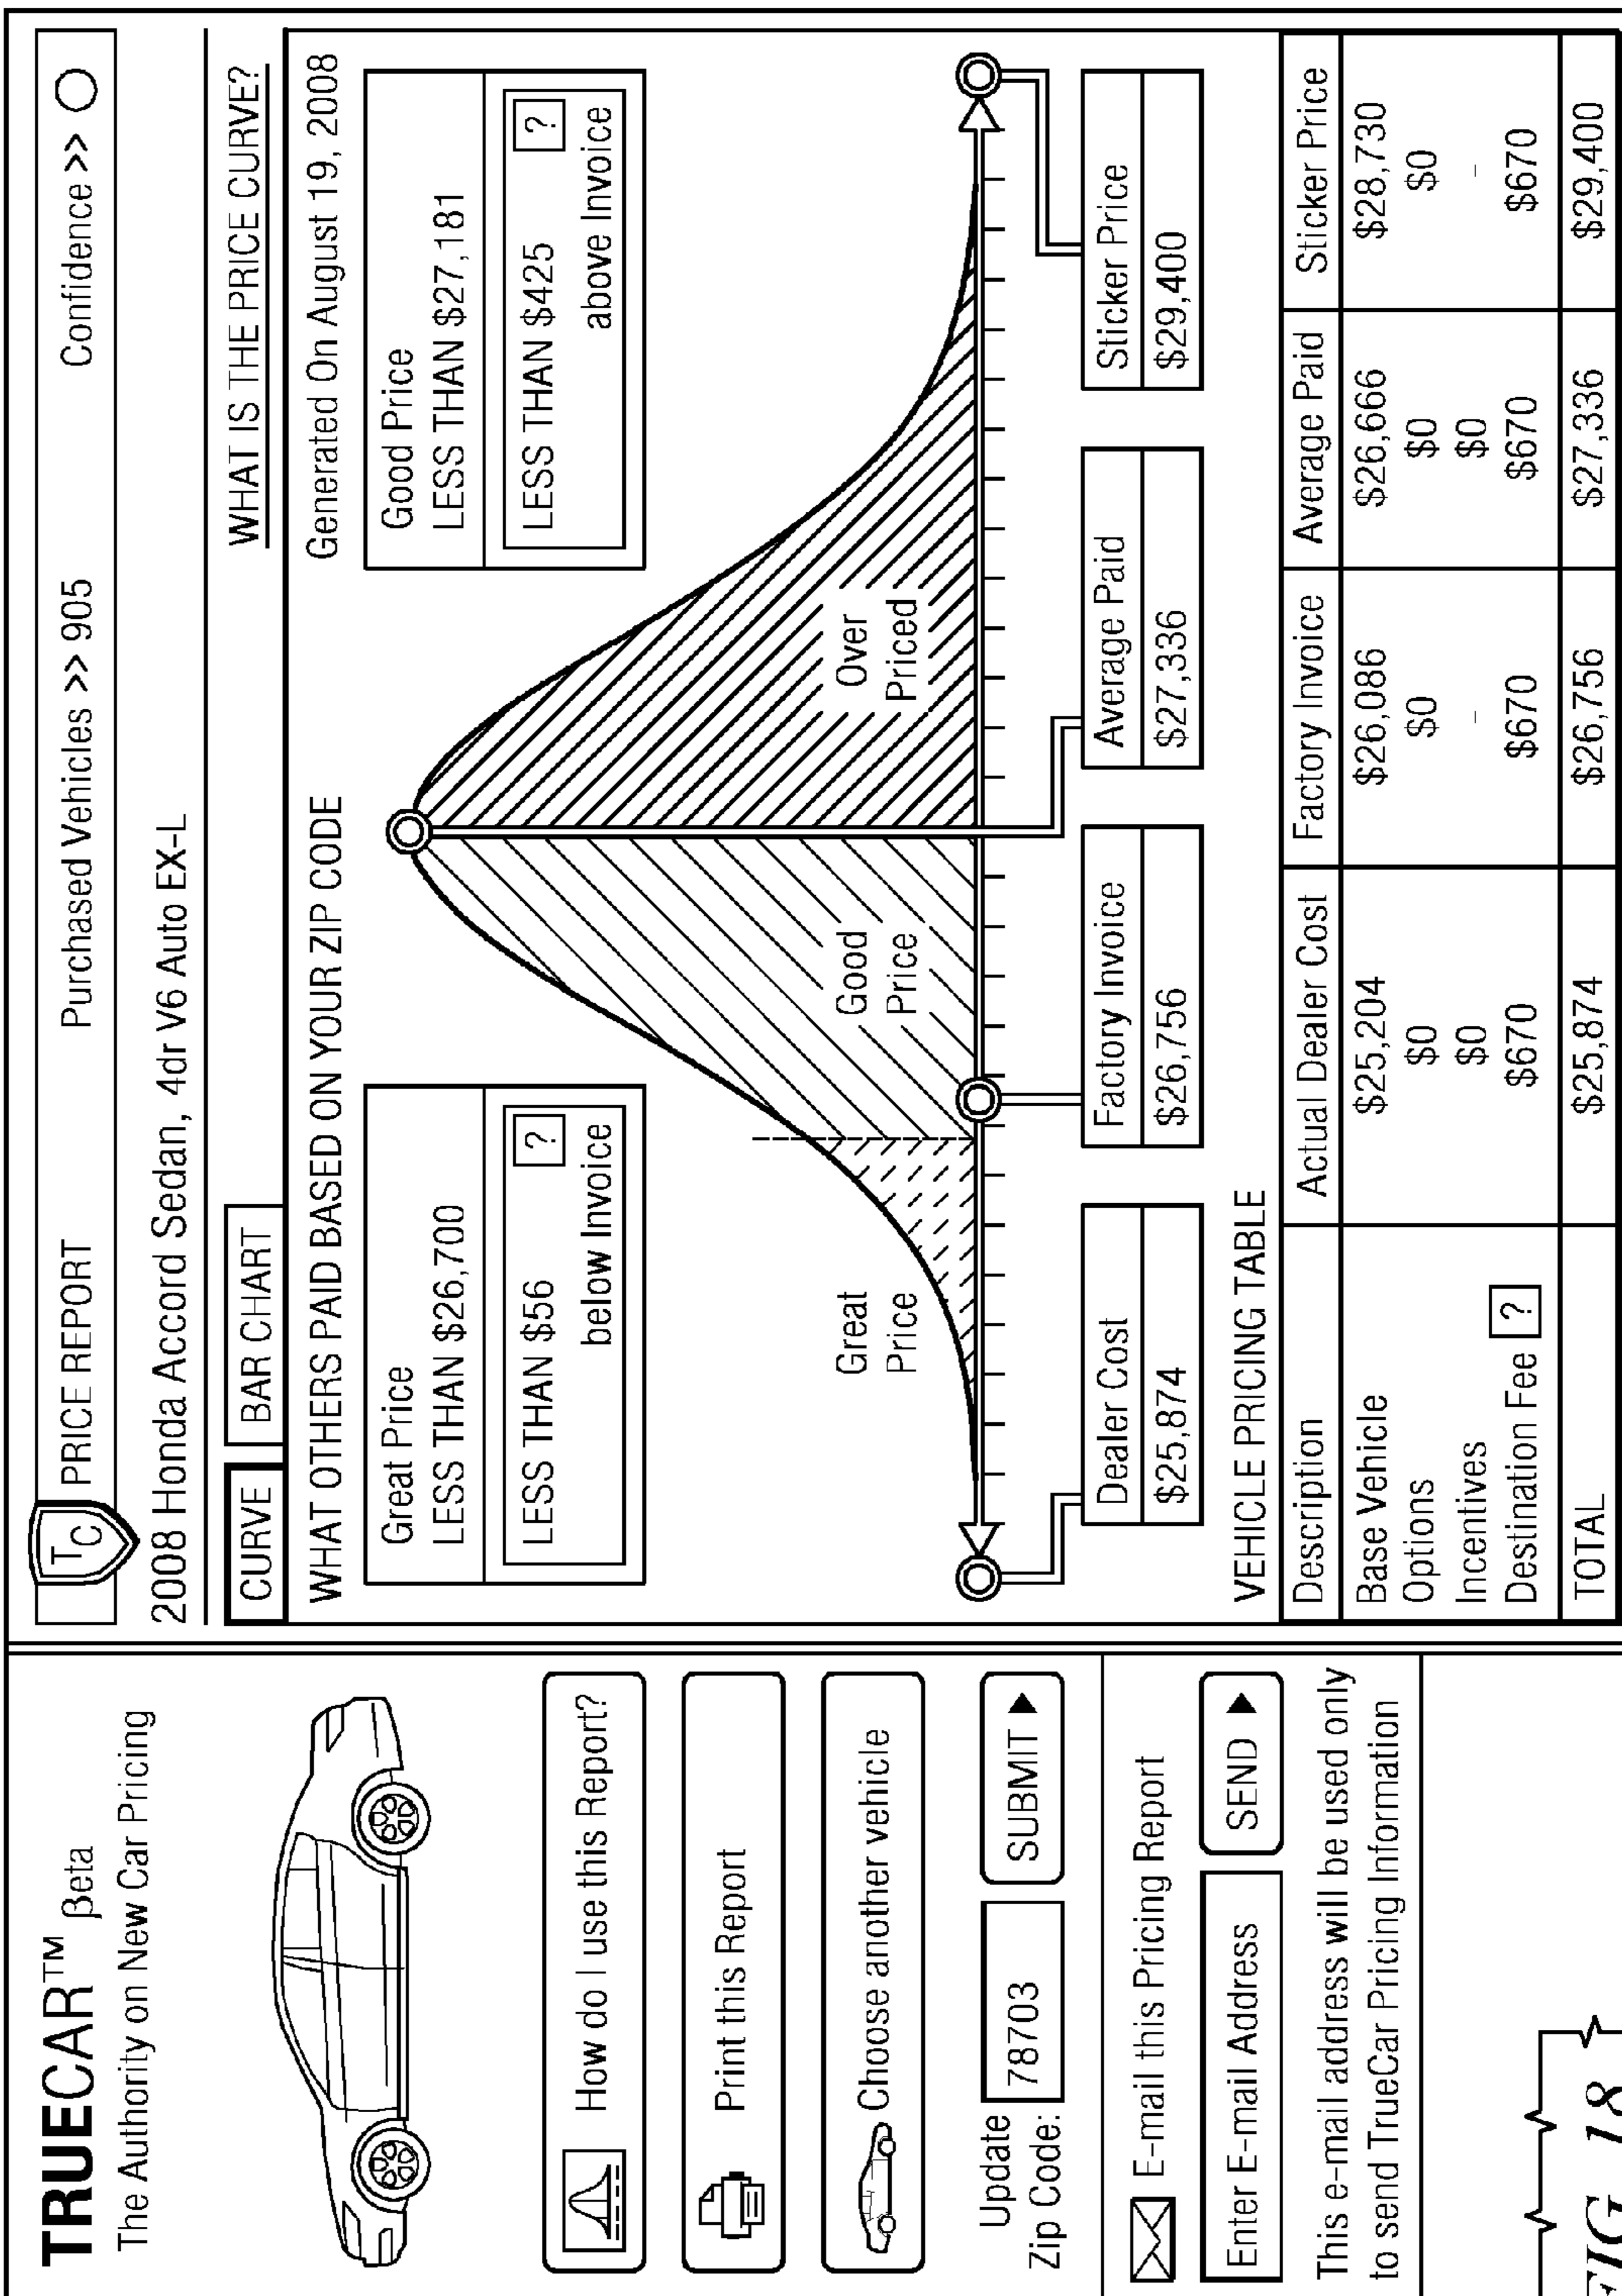 TRUECAR™ βeta
The Authority on New Car Pricing
How do I use this Report?
Print this Report
Choose another vehicle
Update
Zip Code:
78703
SUBMIT
E-mail this Pricing Report
Enter E-mail Address
SEND
This e-mail address will be used only
to send TrueCar Pricing Information
TC PRICE REPORT Purchased Vehicles >> 905 Confidence >>
2008 Honda Accord Sedan, 4dr V6 Auto EX-L
CURVE BAR CHART WHAT IS THE PRICE CURVE?
WHAT OTHERS PAID BASED ON YOUR ZIP CODE Generated On August 19, 2008
Great Price
LESS THAN $26,700
LESS THAN $56 ?
below Invoice
Good Price
LESS THAN $27,181
LESS THAN $425 ?
above Invoice
Great
Price
Good
Price
Over
Priced
Dealer Cost
$25,874
Factory Invoice
$26,756
Average Paid
$27,336
Sticker Price
$29,400
VEHICLE PRICING TABLE
Description Actual Dealer Cost Factory Invoice Average Paid Sticker Price
Base Vehicle $25,204 $26,086 $26,666 $28,730
Options $0 $0 $0 $0
Incentives $0 - $0 -
Destination Fee ? $670 $670 $670 $670
TOTAL $25,874 $26,756 $27,336 $29,400
FIG. 18